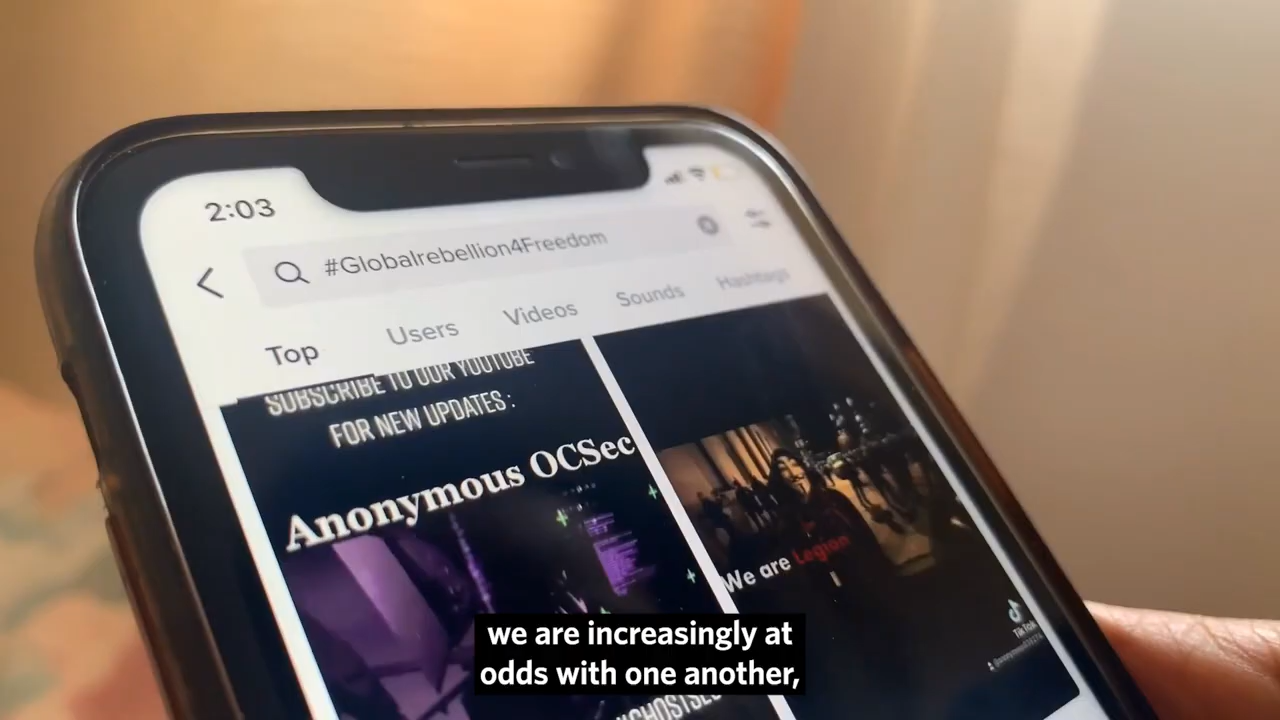 2:03
#Globalrebellion4Freedom
Top Users Videos Sounds Hashtags
SUBSCRIBE TO OUR YOUTUBE
FOR NEW UPDATES :
Anonymous OCSec
We are Legion
TikTok
we are increasingly at
odds with one another,